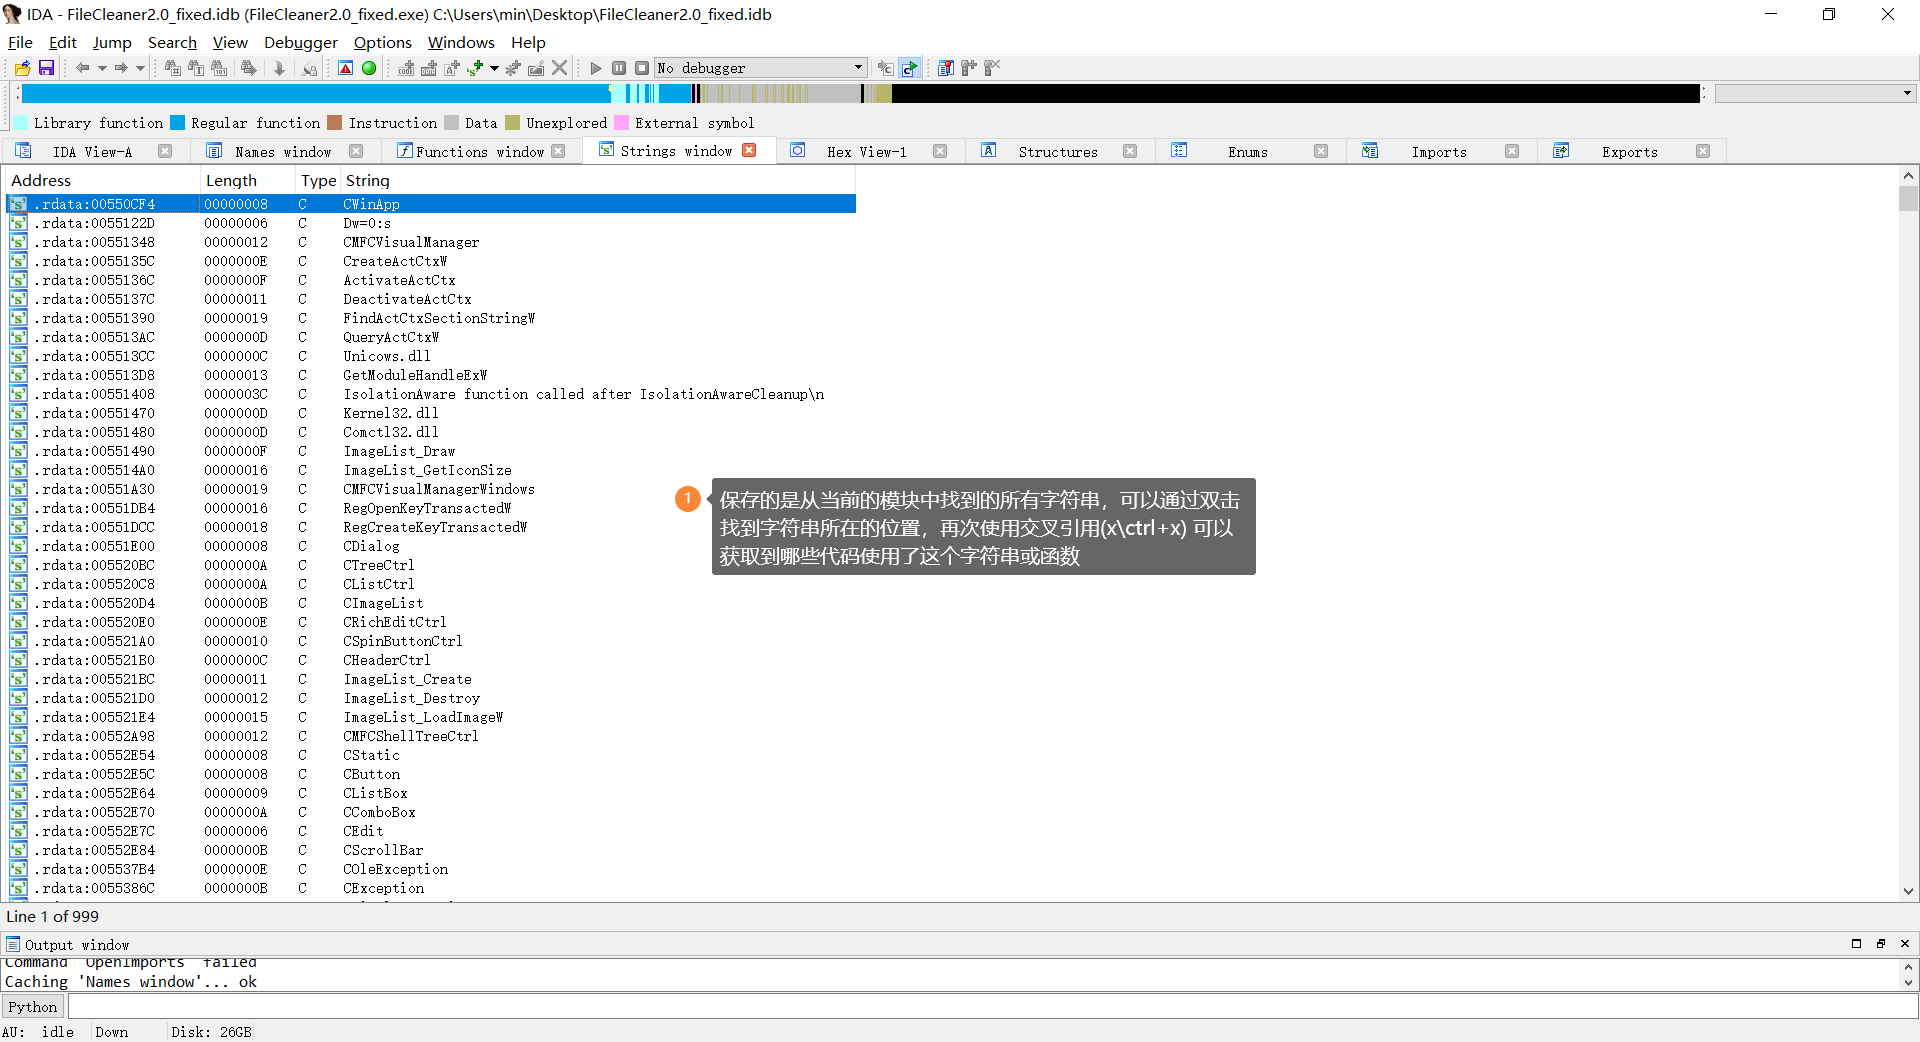 IDA - FileCleaner2.0_fixed.idb (FileCleaner2.0_fixed.exe) C:\Users\min\Desktop\FileCleaner2.0_fixed.idb
File Edit Jump Search View Debugger Options Windows Help
No debugger
Library function Regular function Instruction Data Unexplored External symbol
IDA View-A Names window Functions window Strings window Hex View-1 Structures Enums Imports Exports
Address Length Type String
.rdata:00550CF4 00000008 C CWinApp
.rdata:0055122D 00000006 C Dw=0:s
.rdata:00551348 00000012 C CMFCVisualManager
.rdata:0055135C 0000000E C CreateActCtxW
.rdata:0055136C 0000000F C ActivateActCtx
.rdata:0055137C 00000011 C DeactivateActCtx
.rdata:00551390 00000019 C FindActCtxSectionStringW
.rdata:005513AC 0000000D C QueryActCtxW
.rdata:005513CC 0000000C C Unicows.dll
.rdata:005513D8 00000013 C GetModuleHandleExW
.rdata:00551408 0000003C C IsolationAware function called after IsolationAwareCleanup\n
.rdata:00551470 0000000D C Kernel32.dll
.rdata:00551480 0000000D C Comctl32.dll
.rdata:00551490 0000000F C ImageList_Draw
.rdata:005514A0 00000016 C ImageList_GetIconSize
.rdata:00551A30 00000019 C CMFCVisualManagerWindows
.rdata:00551DB4 00000016 C RegOpenKeyTransactedW
.rdata:00551DCC 00000018 C RegCreateKeyTransactedW
.rdata:00551E00 00000008 C CDialog
.rdata:005520BC 0000000A C CTreeCtrl
.rdata:005520C8 0000000A C CListCtrl
.rdata:005520D4 0000000B C CImageList
.rdata:005520E0 0000000E C CRichEditCtrl
.rdata:005521A0 00000010 C CSpinButtonCtrl
.rdata:005521B0 0000000C C CHeaderCtrl
.rdata:005521BC 00000011 C ImageList_Create
.rdata:005521D0 00000012 C ImageList_Destroy
.rdata:005521E4 00000015 C ImageList_LoadImageW
.rdata:00552A98 00000012 C CMFCShellTreeCtrl
.rdata:00552E54 00000008 C CStatic
.rdata:00552E5C 00000008 C CButton
.rdata:00552E64 00000009 C CListBox
.rdata:00552E70 0000000A C CComboBox
.rdata:00552E7C 00000006 C CEdit
.rdata:00552E84 0000000B C CScrollBar
.rdata:005537B4 0000000E C COleException
.rdata:0055386C 0000000B C CException
1
保存的是从当前的模块中找到的所有字符串，可以通过双击
找到字符串所在的位置，再次使用交叉引用(x\ctrl+x) 可以
获取到哪些代码使用了这个字符串或函数
Line 1 of 999
Output window
Command 'OpenImports' failed
Caching 'Names window'... ok
Python
AU: idle Down Disk: 26GB